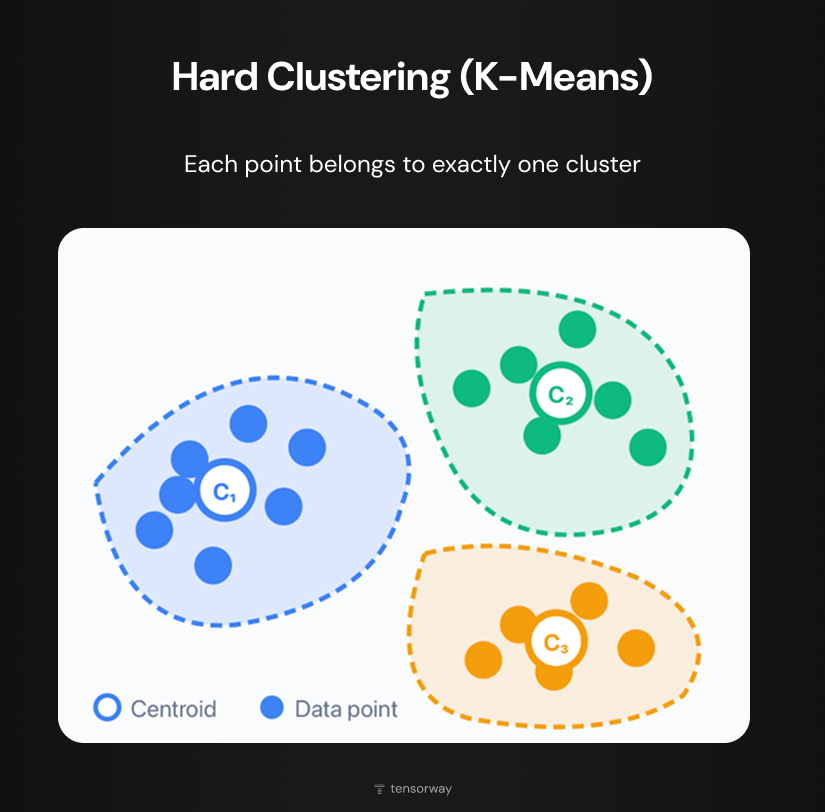 Hard Clustering (K-Means)
Each point belongs to exactly one cluster
C₂
C₁
C₃
Centroid
Data point
tensorway